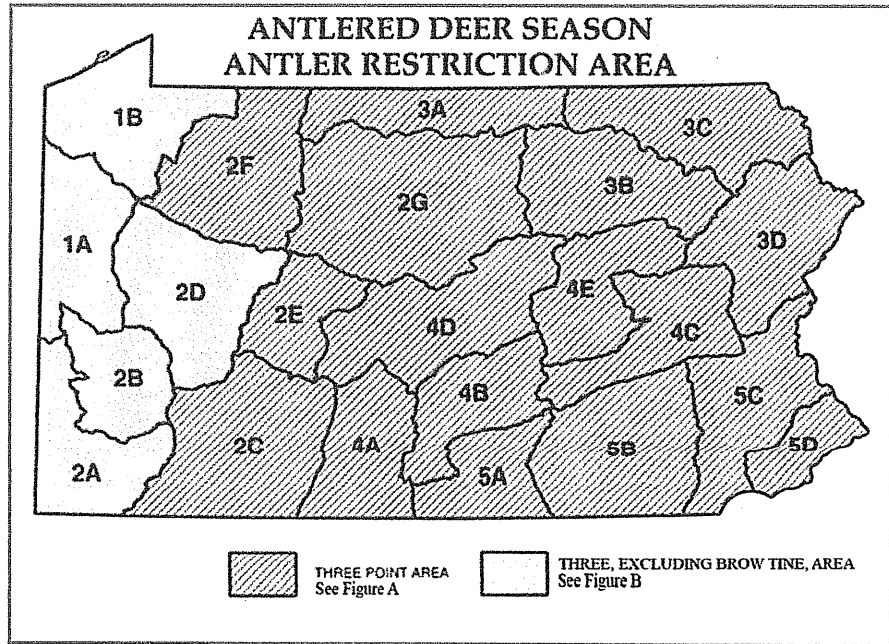 ANTLERED DEER SEASON
ANTLER RESTRICTION AREA
1B
3A
3C
2F
3B
2G
1A
3D
2D
4E
2E
4D
4C
2B
4B
5C
2C
4A
5B
5D
2A
5A
THREE POINT AREA
See Figure A
THREE, EXCLUDING BROW TINE, AREA
See Figure B